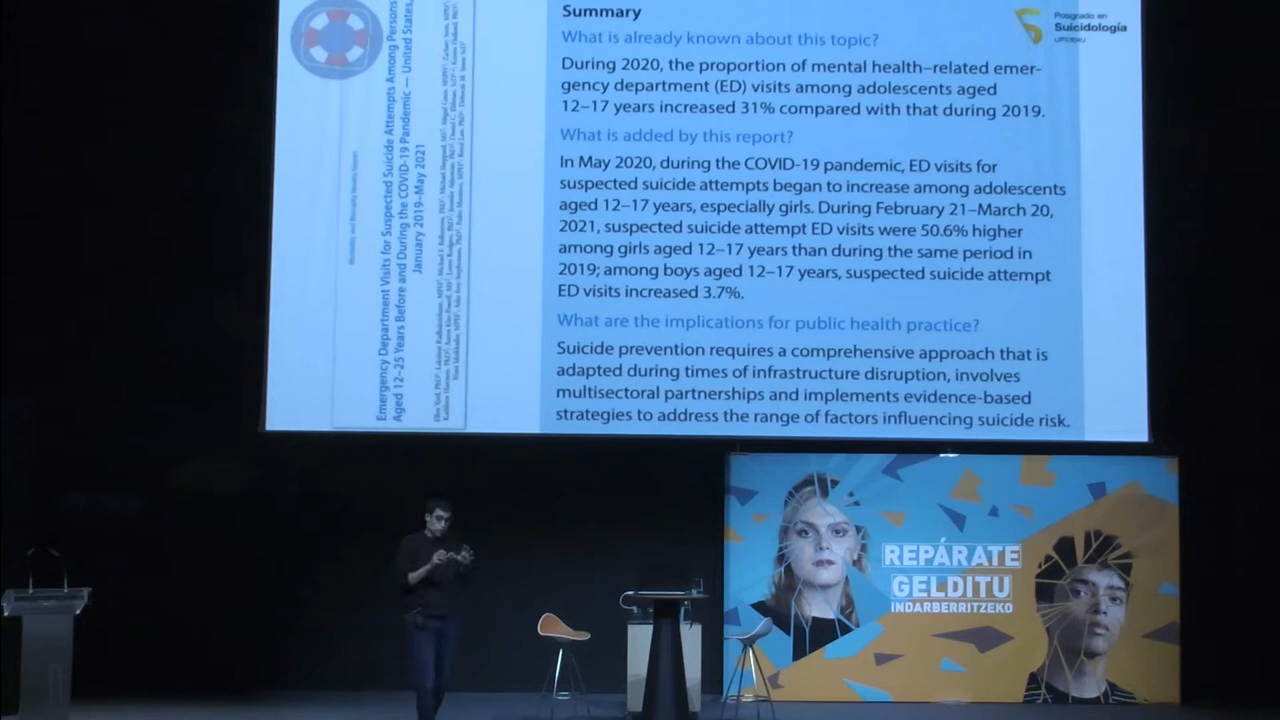 Emergency Department Visits for Suspected Suicide Attempts Among Persons
Aged 12–25 Years Before and During the COVID-19 Pandemic — United States,
January 2019–May 2021
Summary
What is already known about this topic?
During 2020, the proportion of mental health–related emer-
gency department (ED) visits among adolescents aged
12–17 years increased 31% compared with that during 2019.
What is added by this report?
In May 2020, during the COVID-19 pandemic, ED visits for
suspected suicide attempts began to increase among adolescents
aged 12–17 years, especially girls. During February 21–March 20,
2021, suspected suicide attempt ED visits were 50.6% higher
among girls aged 12–17 years than during the same period in
2019; among boys aged 12–17 years, suspected suicide attempt
ED visits increased 3.7%.
What are the implications for public health practice?
Suicide prevention requires a comprehensive approach that is
adapted during times of infrastructure disruption, involves
multisectoral partnerships and implements evidence-based
strategies to address the range of factors influencing suicide risk.
Posgrado en
Suicidología
UPV/EHU
REPÁRATE
GELDITU
INDARBERRITZEKO